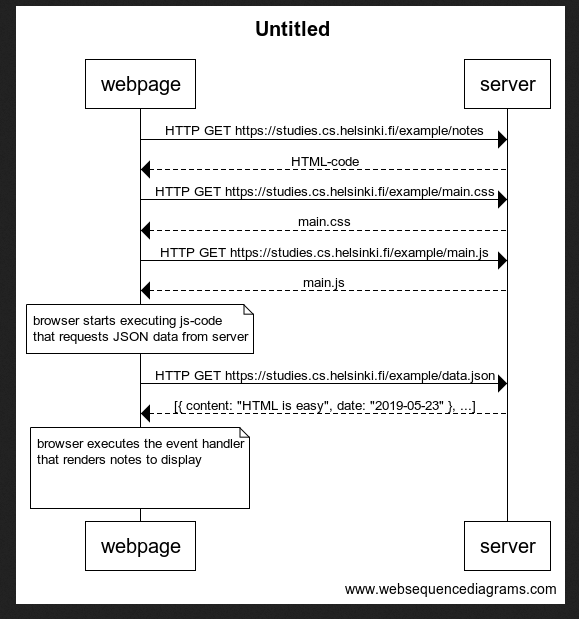 Untitled
webpage
server
HTTP GET https://studies.cs.helsinki.fi/example/notes
HTML-code
HTTP GET https://studies.cs.helsinki.fi/example/main.css
main.css
HTTP GET https://studies.cs.helsinki.fi/example/main.js
main.js
browser starts executing js-code
that requests JSON data from server
HTTP GET https://studies.cs.helsinki.fi/example/data.json
[{ content: "HTML is easy", date: "2019-05-23" }, ...]
browser executes the event handler
that renders notes to display
webpage
server
www.websequencediagrams.com